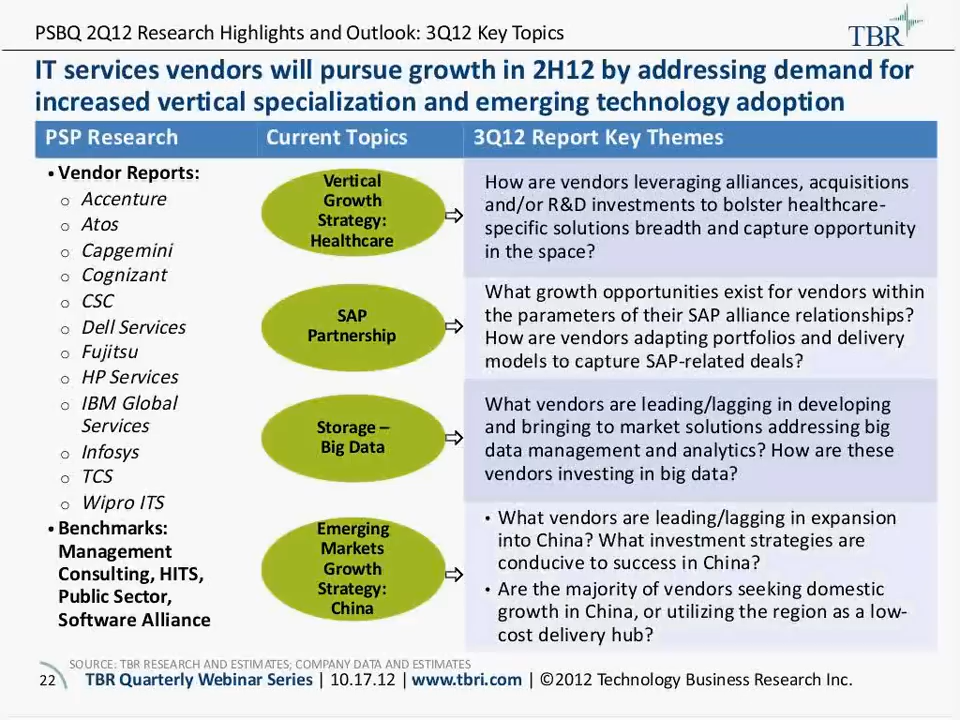 PSBQ 2Q12 Research Highlights and Outlook: 3Q12 Key Topics
TBR
IT services vendors will pursue growth in 2H12 by addressing demand for
increased vertical specialization and emerging technology adoption
PSP Research
Current Topics
3Q12 Report Key Themes
• Vendor Reports:
o Accenture
o Atos
o Capgemini
o Cognizant
o CSC
o Dell Services
o Fujitsu
o HP Services
o IBM Global
Services
o Infosys
o TCS
o Wipro ITS
• Benchmarks:
Management
Consulting, HITS,
Public Sector,
Software Alliance
Vertical
Growth
Strategy:
Healthcare
How are vendors leveraging alliances, acquisitions
and/or R&D investments to bolster healthcare-
specific solutions breadth and capture opportunity
in the space?
SAP
Partnership
What growth opportunities exist for vendors within
the parameters of their SAP alliance relationships?
How are vendors adapting portfolios and delivery
models to capture SAP-related deals?
Storage –
Big Data
What vendors are leading/lagging in developing
and bringing to market solutions addressing big
data management and analytics? How are these
vendors investing in big data?
Emerging
Markets
Growth
Strategy:
China
• What vendors are leading/lagging in expansion
into China? What investment strategies are
conducive to success in China?
• Are the majority of vendors seeking domestic
growth in China, or utilizing the region as a low-
cost delivery hub?
SOURCE: TBR RESEARCH AND ESTIMATES; COMPANY DATA AND ESTIMATES
22
TBR Quarterly Webinar Series | 10.17.12 | www.tbri.com | ©2012 Technology Business Research Inc.